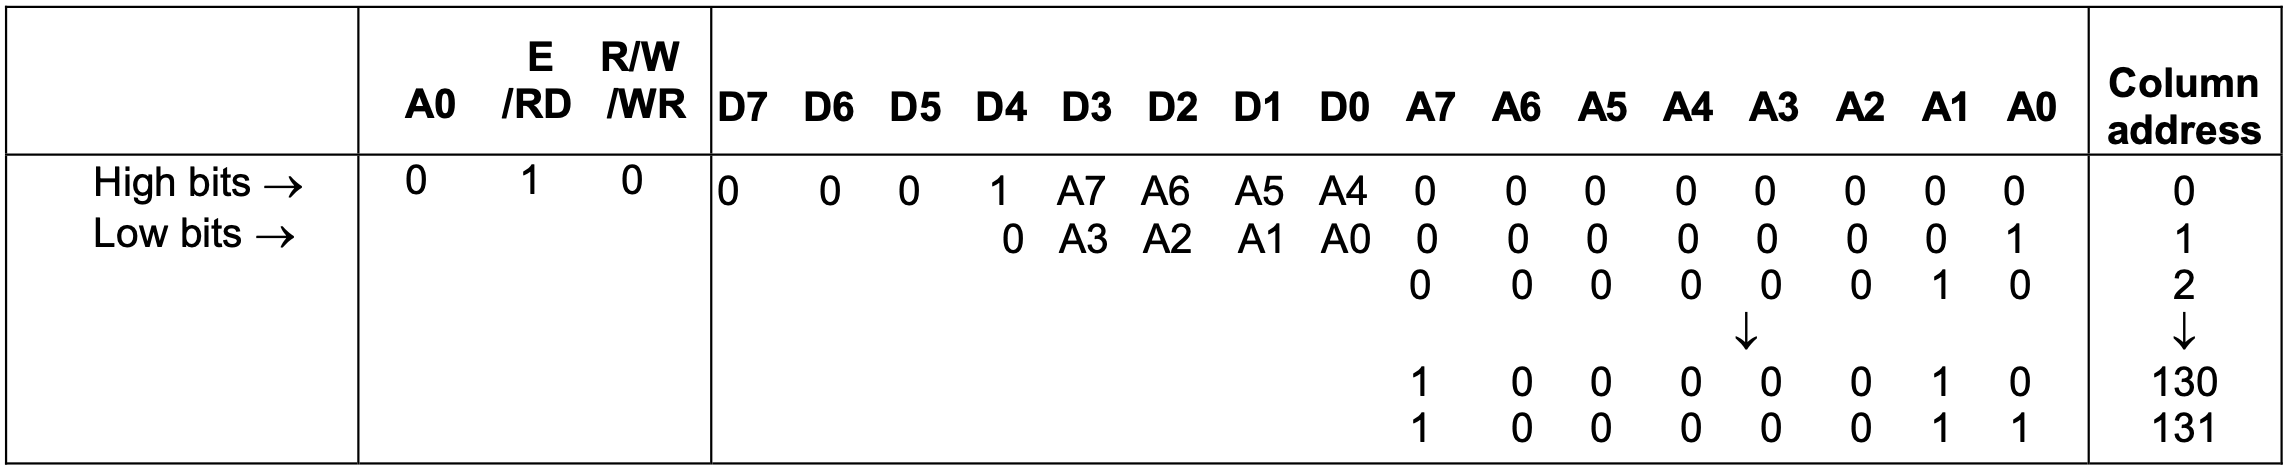 E R/W
A0 /RD /WR D7 D6 D5 D4 D3 D2 D1 D0 A7 A6 A5 A4 A3 A2 A1 A0 Column address
High bits → 0 1 0 0 0 0 1 A7 A6 A5 A4 0 0 0 0 0 0 0 0 0
Low bits → 0 A3 A2 A1 A0 0 0 0 0 0 0 0 1 1
0 0 0 0 0 0 1 0 2
↓ ↓
1 0 0 0 0 0 1 0 130
1 0 0 0 0 0 1 1 131